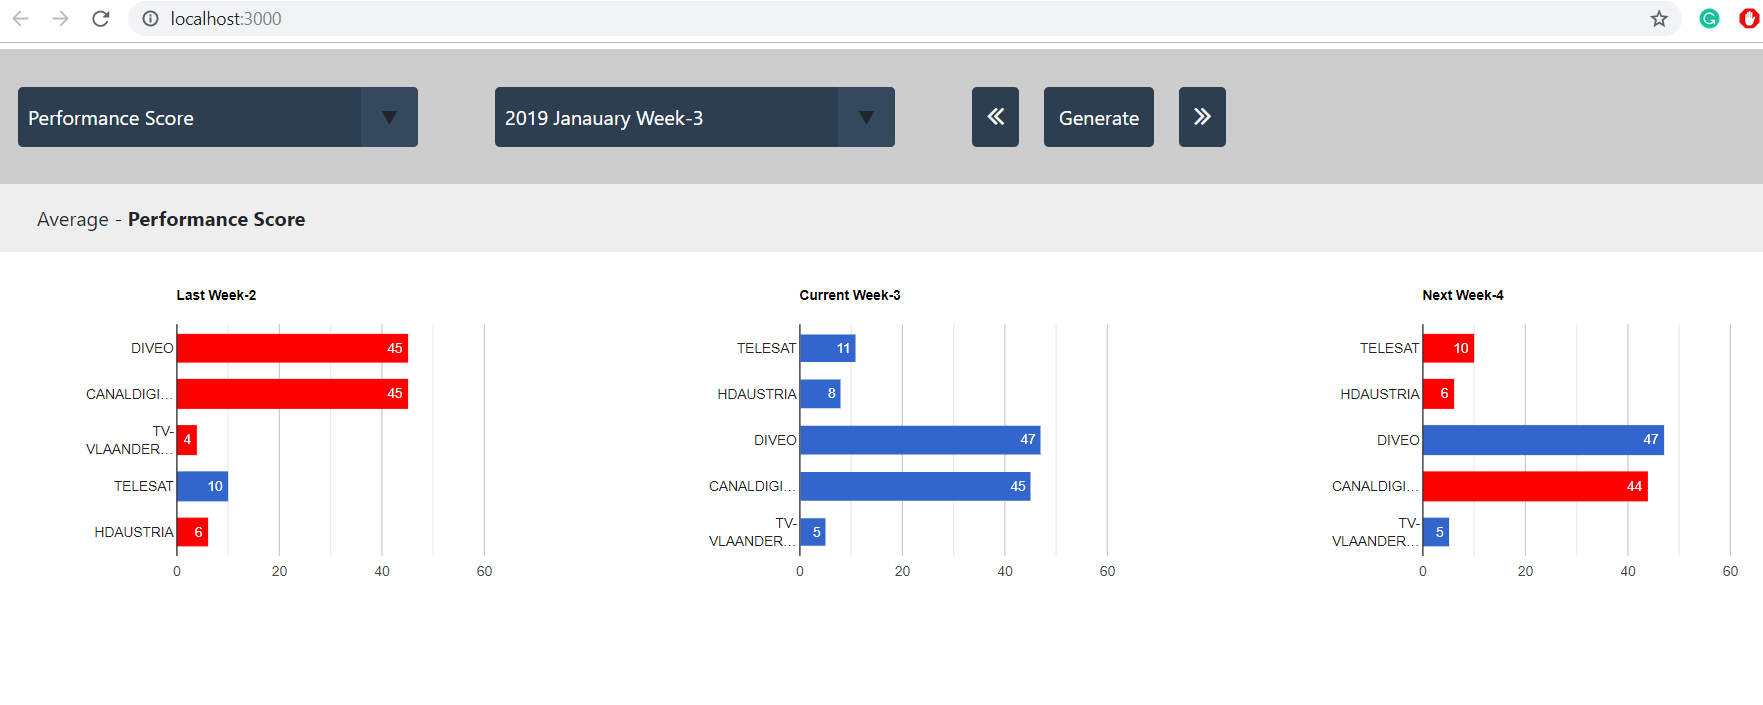 localhost:3000
Performance Score
2019 Janauary Week-3
Generate
Average - Performance Score
Last Week-2
DIVEO
45
CANALDIGI...
45
TV-
VLAANDER...
4
TELESAT
10
HDAUSTRIA
6
0 20 40 60
Current Week-3
TELESAT
11
HDAUSTRIA
8
DIVEO
47
CANALDIGI...
45
TV-
VLAANDER...
5
0 20 40 60
Next Week-4
TELESAT
10
HDAUSTRIA
6
DIVEO
47
CANALDIGI...
44
TV-
VLAANDER...
5
0 20 40 60